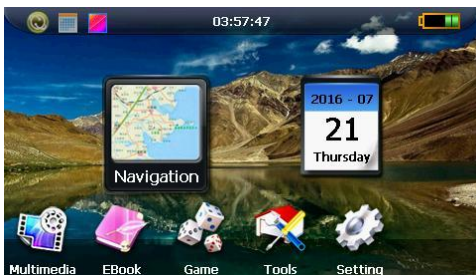 03:57:47
2016 - 07
21
Thursday
Navigation
Multimedia
EBook
Game
Tools
Setting